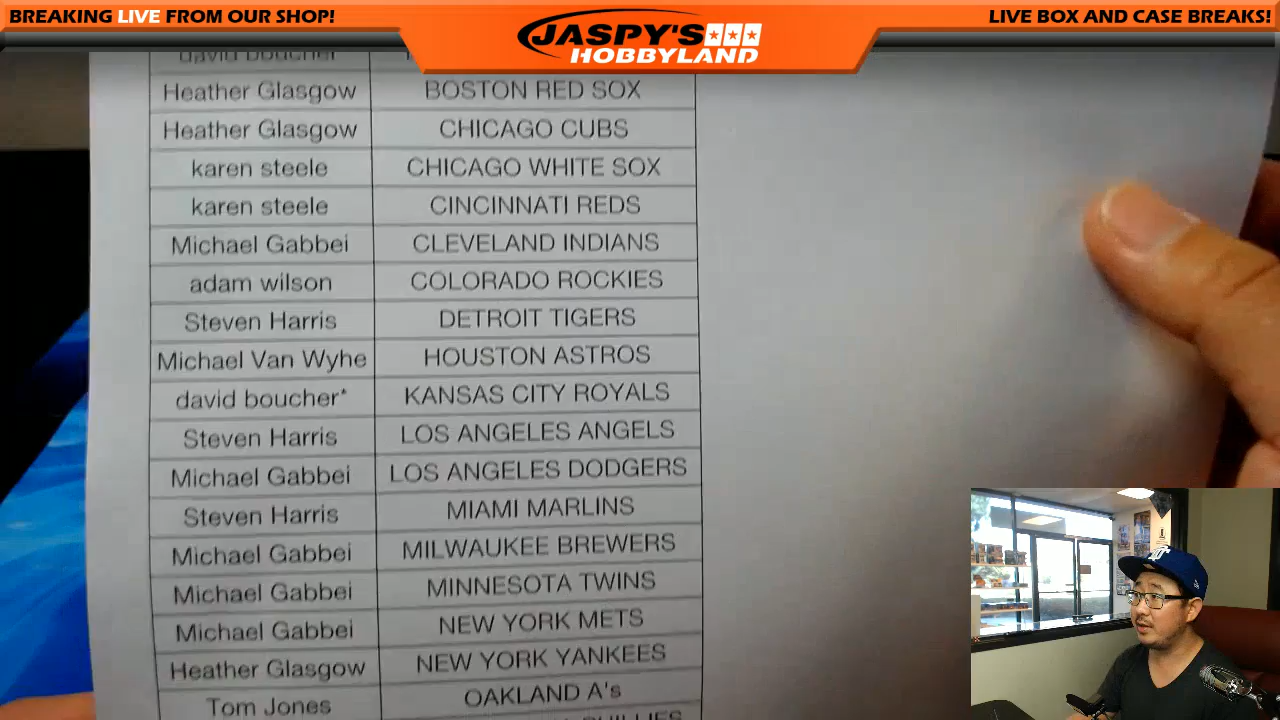 BREAKING LIVE FROM OUR SHOP!
JASPY'S
HOBBYLAND
LIVE BOX AND CASE BREAKS!
david boucher
Heather Glasgow BOSTON RED SOX
Heather Glasgow CHICAGO CUBS
karen steele CHICAGO WHITE SOX
karen steele CINCINNATI REDS
Michael Gabbei CLEVELAND INDIANS
adam wilson COLORADO ROCKIES
Steven Harris DETROIT TIGERS
Michael Van Wyhe HOUSTON ASTROS
david boucher* KANSAS CITY ROYALS
Steven Harris LOS ANGELES ANGELS
Michael Gabbei LOS ANGELES DODGERS
Steven Harris MIAMI MARLINS
Michael Gabbei MILWAUKEE BREWERS
Michael Gabbei MINNESOTA TWINS
Michael Gabbei NEW YORK METS
Heather Glasgow NEW YORK YANKEES
Tom Jones OAKLAND A's
PHILLIES